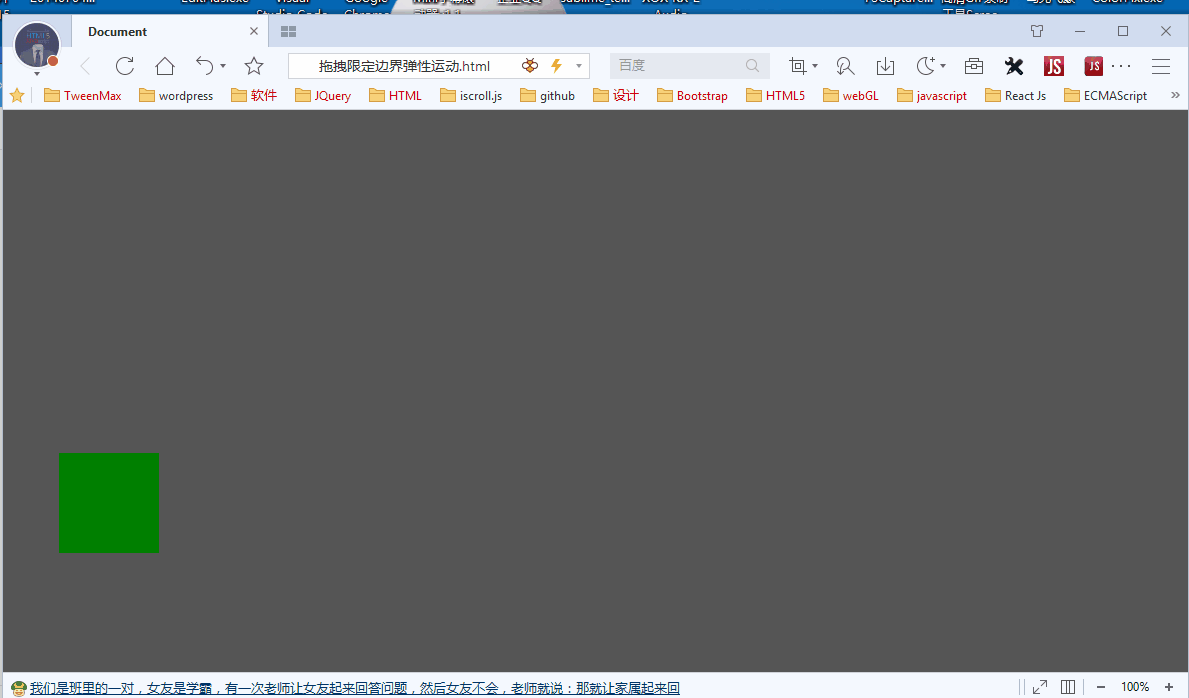 Document
拖拽限定边界弹性运动.html
百度
JS
JS
TweenMax
wordpress
软件
JQuery
HTML
iscroll.js
github
设计
Bootstrap
HTML5
webGL
javascript
React Js
ECMAScript
我们是班里的一对，女友是学霸，有一次老师让女友起来回答问题，然后女友不会，老师就说：那就让家属起来回
100%